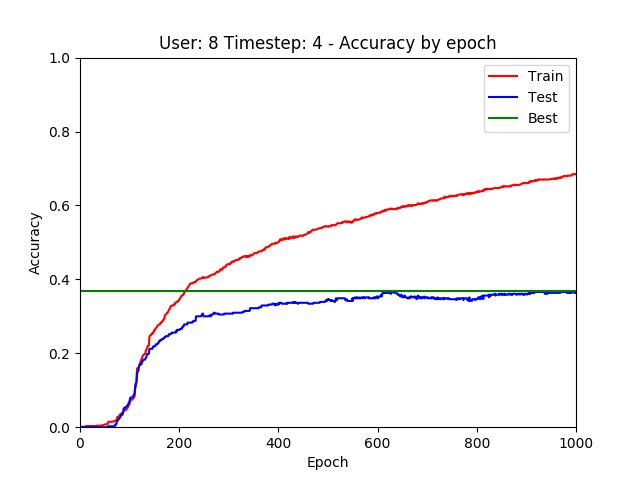 User: 8 Timestep: 4 - Accuracy by epoch
1.0
0.8
0.6
0.4
0.2
0.0
Accuracy
Train
Test
Best
0 200 400 600 800 1000
Epoch